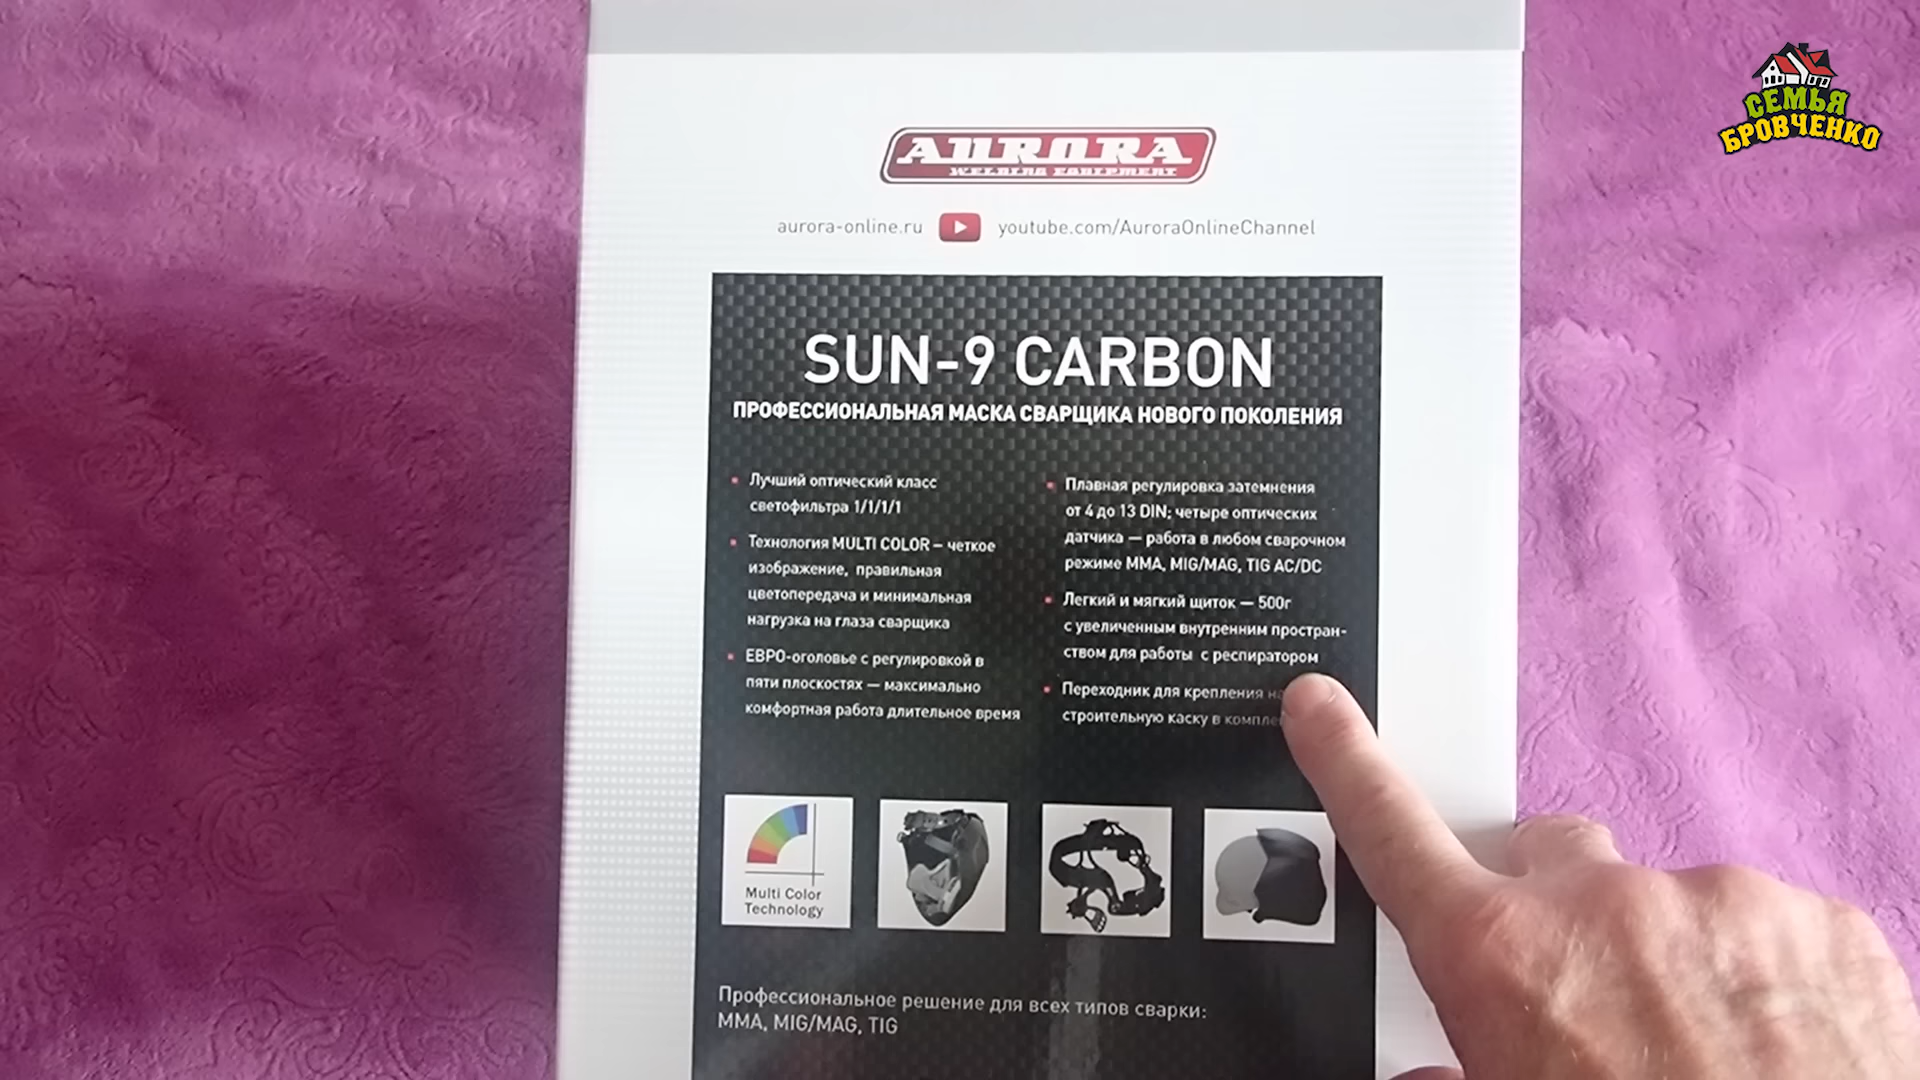 СЕМЬЯ
БРОВЧЕНКО
AURORA
WELDING EQUIPMENT
aurora-online.ru youtube.com/AuroraOnlineChannel
SUN-9 CARBON
ПРОФЕССИОНАЛЬНАЯ МАСКА СВАРЩИКА НОВОГО ПОКОЛЕНИЯ
Лучший оптический класс
светофильтра 1/1/1/1
Технология MULTI COLOR – четкое
изображение, правильная
цветопередача и минимальная
нагрузка на глаза сварщика
ЕВРО-оголовье с регулировкой в
пяти плоскостях — максимально
комфортная работа длительное время
Плавная регулировка затемнения
от 4 до 13 DIN; четыре оптических
датчика — работа в любом сварочном
режиме MMA, MIG/MAG, TIG AC/DC
Легкий и мягкий щиток — 500г
с увеличенным внутренним простран-
ством для работы с респиратором
Переходник для крепления на
строительную каску в
Multi Color
Technology
Профессиональное решение для всех типов сварки:
MMA, MIG/MAG, TIG